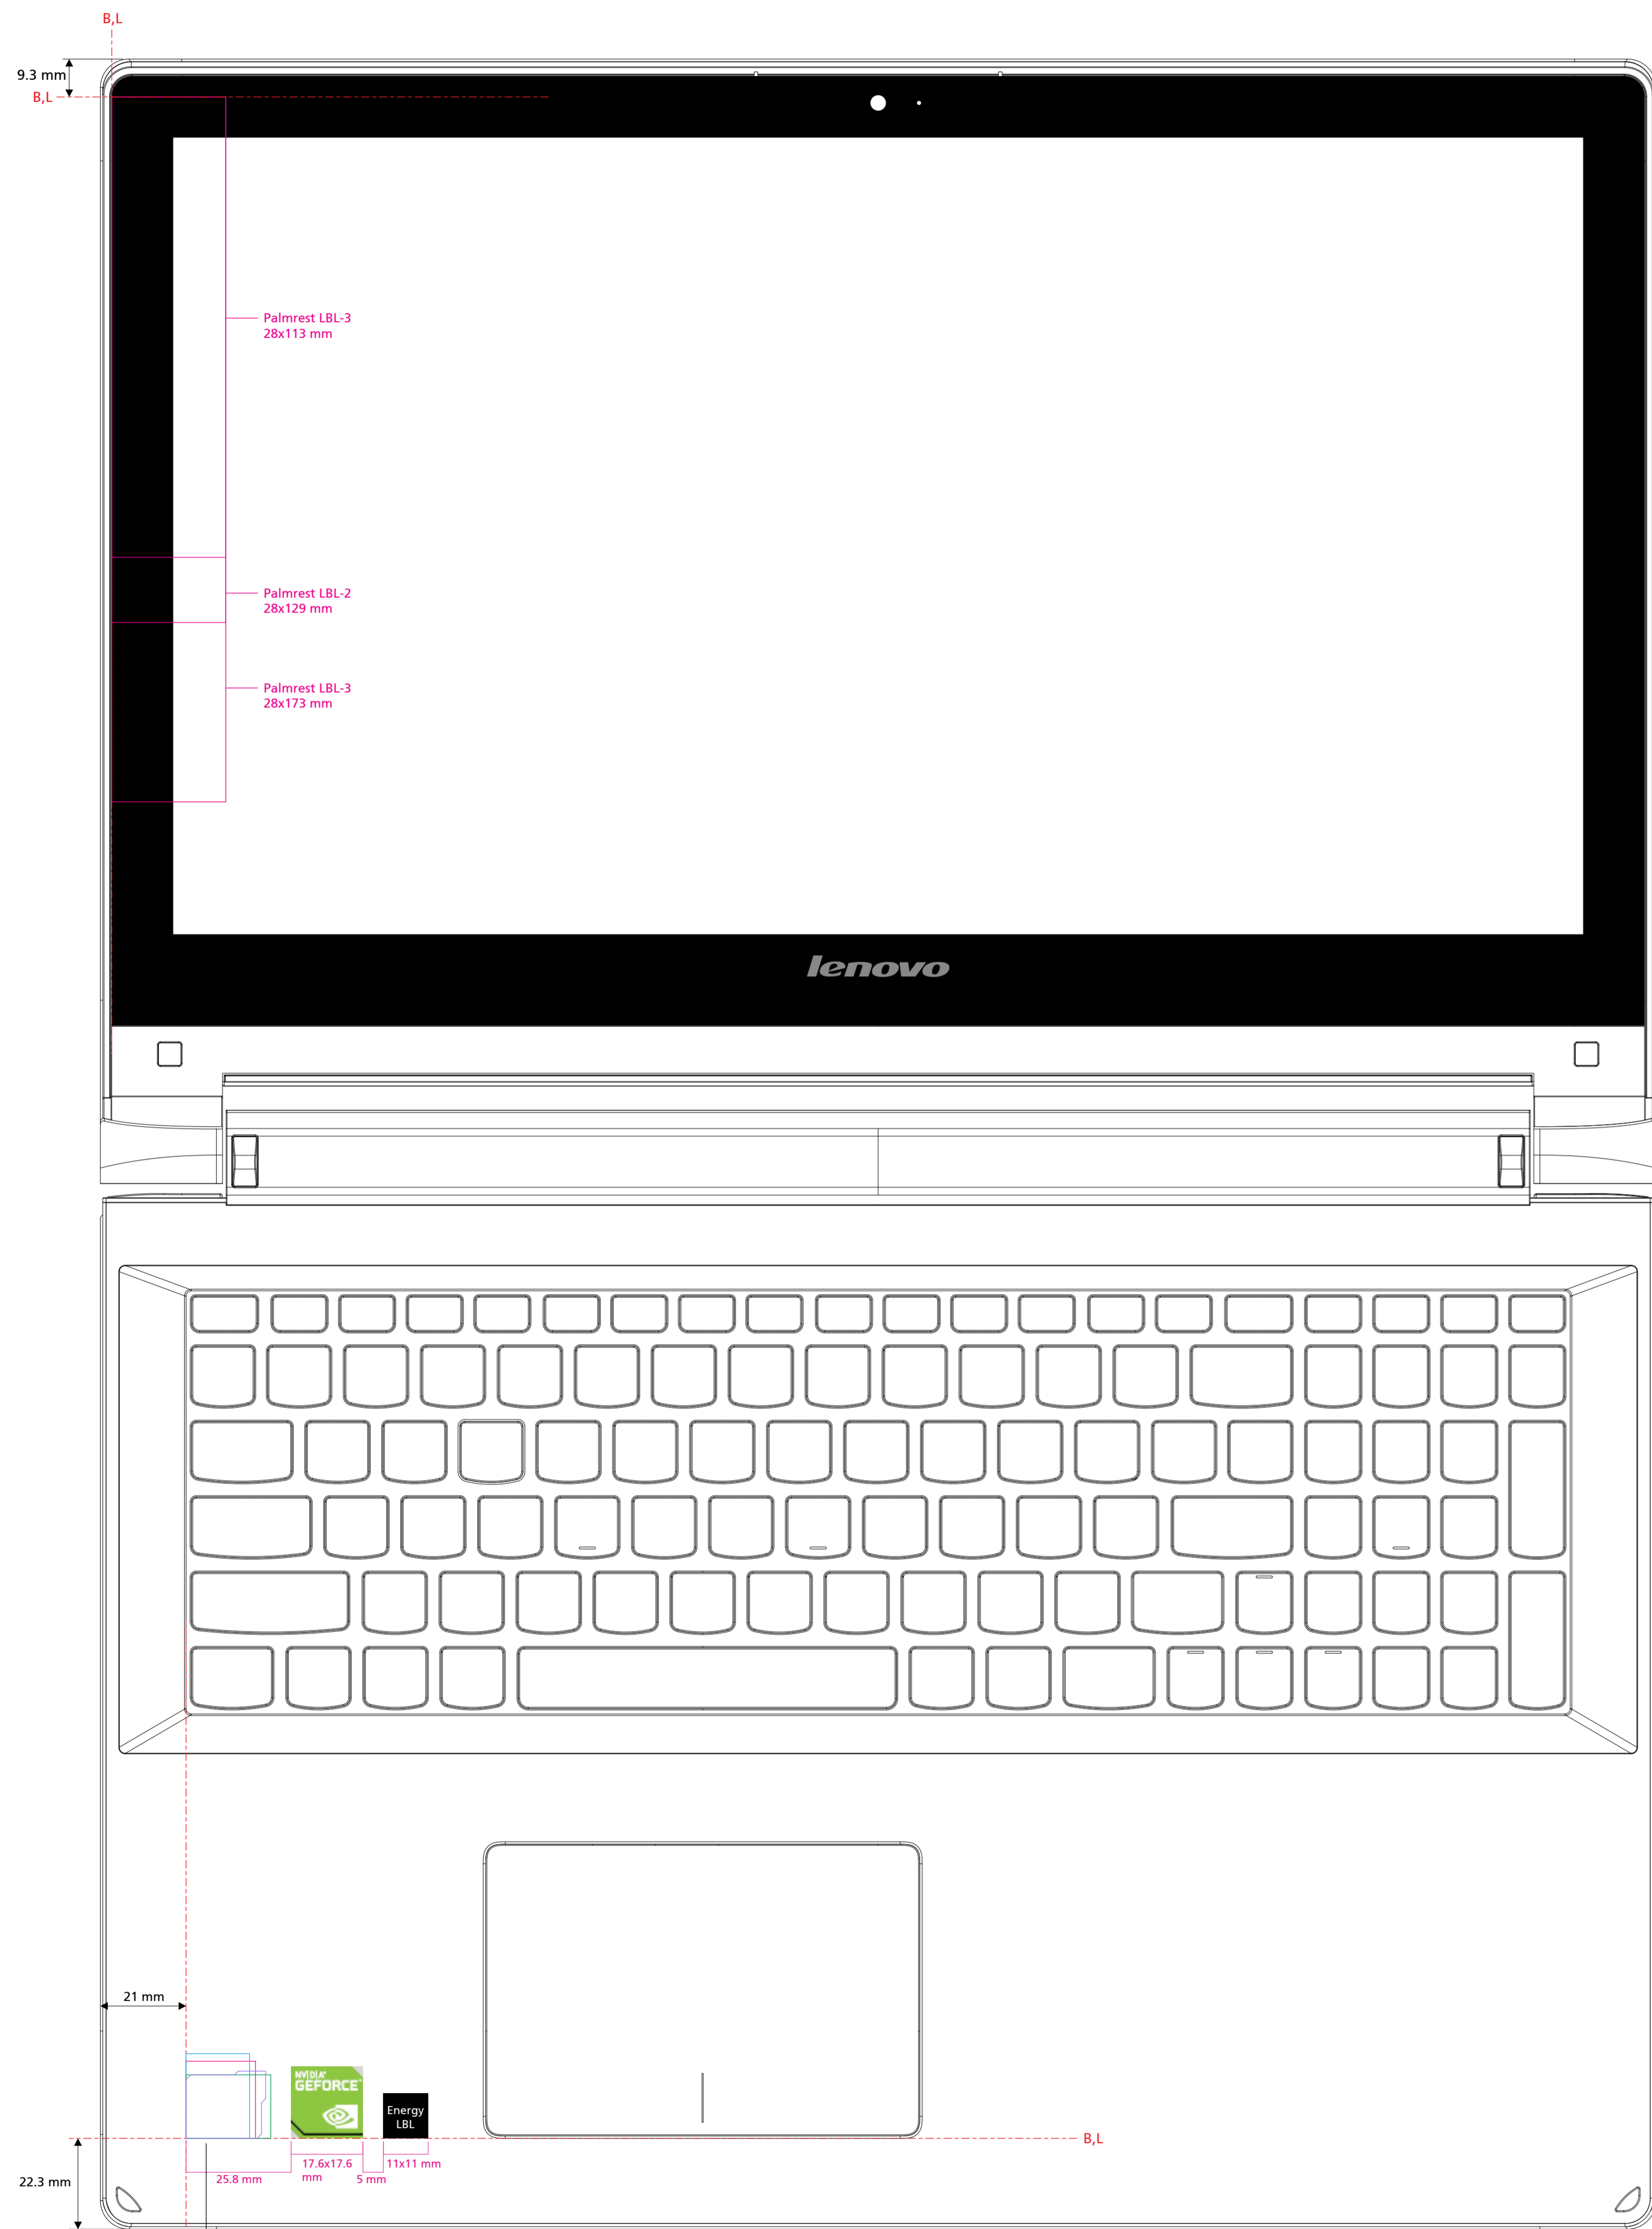 B,L
9.3 mm
B,L
Palmrest LBL-3
28x113 mm
Palmrest LBL-2
28x129 mm
Palmrest LBL-3
28x173 mm
lenovo
21 mm
NVIDIA
GEFORCE
Energy
LBL
B,L
17.6x17.6
mm
11x11 mm
25.8 mm
5 mm
22.3 mm